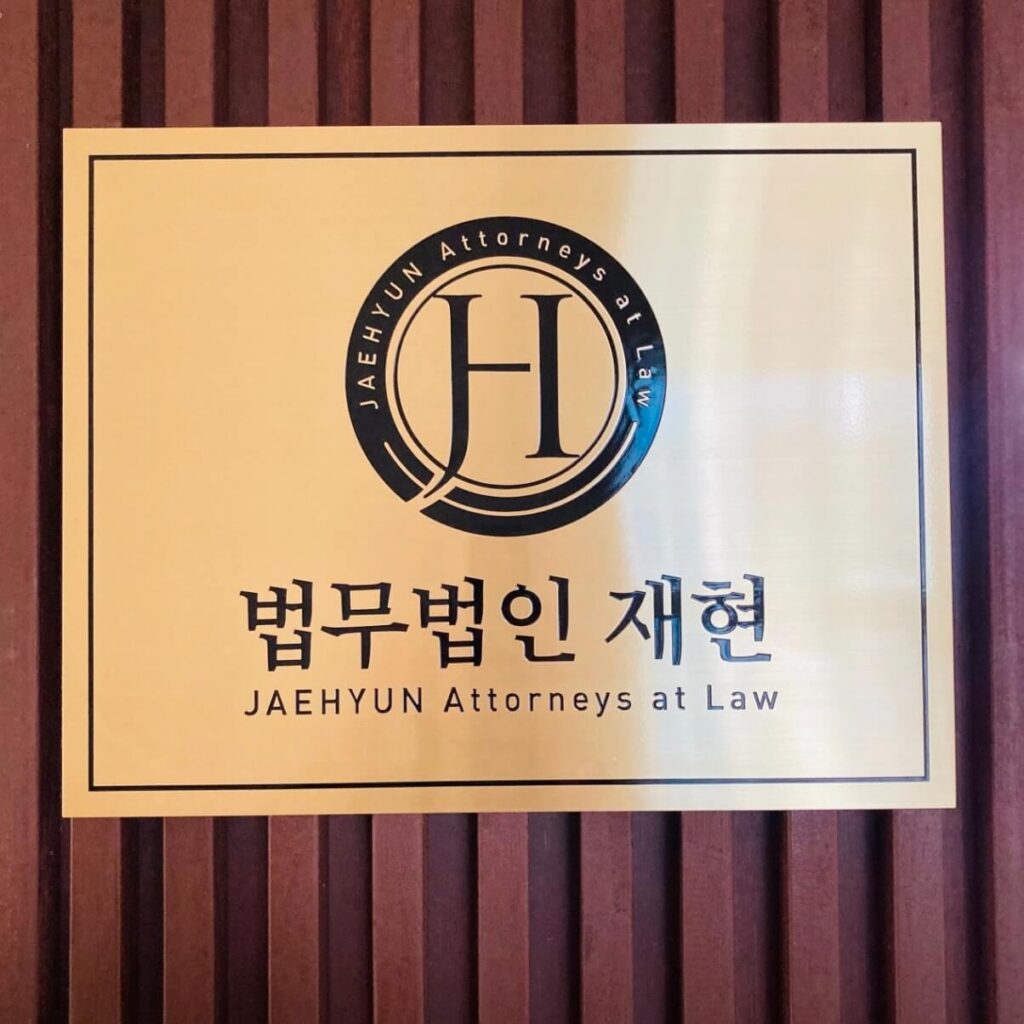 JAEHYUN Attorneys at Law
JH
법무법인 재현
JAEHYUN Attorneys at Law